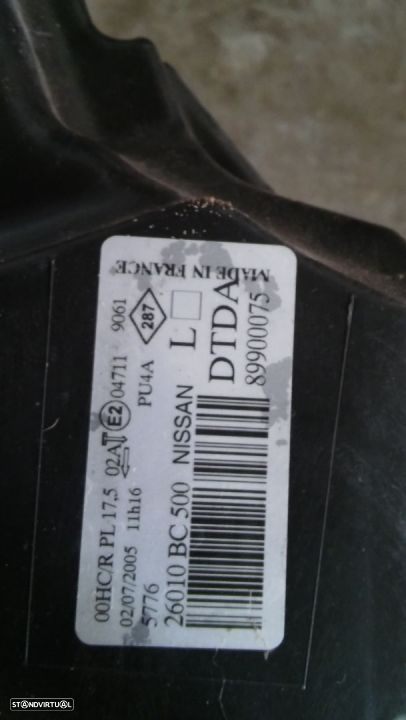 00HC/R PL 17.5 02A E2 04711 9061
02/07/2005 11h16 PU4A 287
5776
26010 BC 500 NISSAN L
DTDA
89900075
MADE IN FRANCE
STANDVIRTUAL